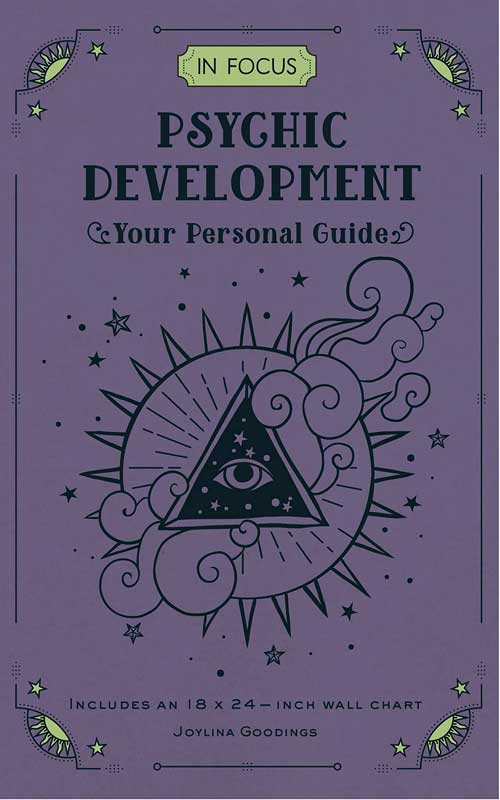 IN FOCUS
PSYCHIC
DEVELOPMENT
Your Personal Guide
INCLUDES AN 18 X 24-INCH WALL CHART
JOYLINA GOODINGS